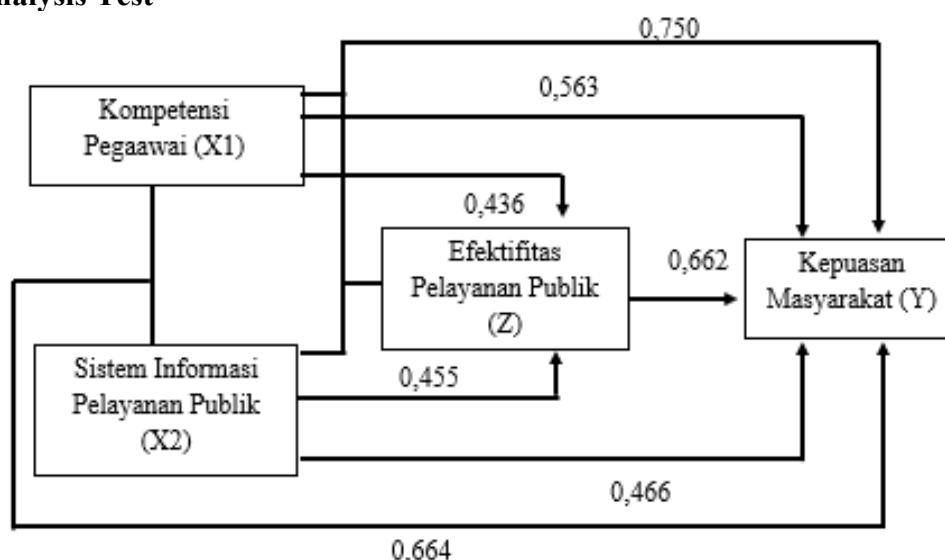 nalysis Test
0,750
0,563
Kompetensi
Pegaawai (X1)
0,436
Efektifitas
Pelayanan Publik
(Z)
0,662
Kepuasan
Masyarakat (Y)
Sistem Informasi
Pelayanan Publik
(X2)
0,455
0,466
0,664